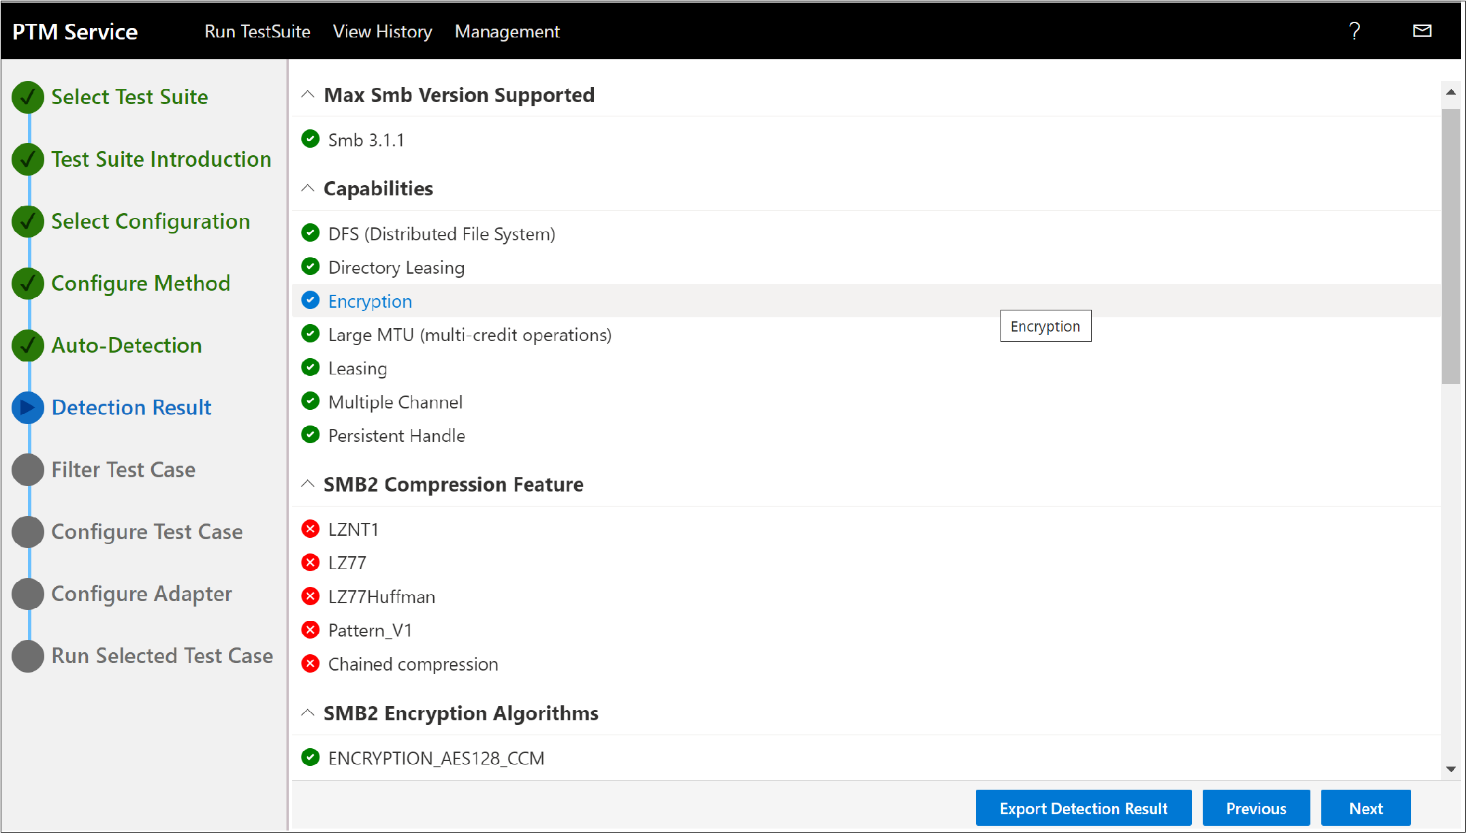 PTM Service Run TestSuite View History Management ?
Select Test Suite
Test Suite Introduction
Select Configuration
Configure Method
Auto-Detection
Detection Result
Filter Test Case
Configure Test Case
Configure Adapter
Run Selected Test Case
Max Smb Version Supported
Smb 3.1.1
Capabilities
DFS (Distributed File System)
Directory Leasing
Encryption
Encryption
Large MTU (multi-credit operations)
Leasing
Multiple Channel
Persistent Handle
SMB2 Compression Feature
LZNT1
LZ77
LZ77Huffman
Pattern_V1
Chained compression
SMB2 Encryption Algorithms
ENCRYPTION_AES128_CCM
Export Detection Result Previous Next